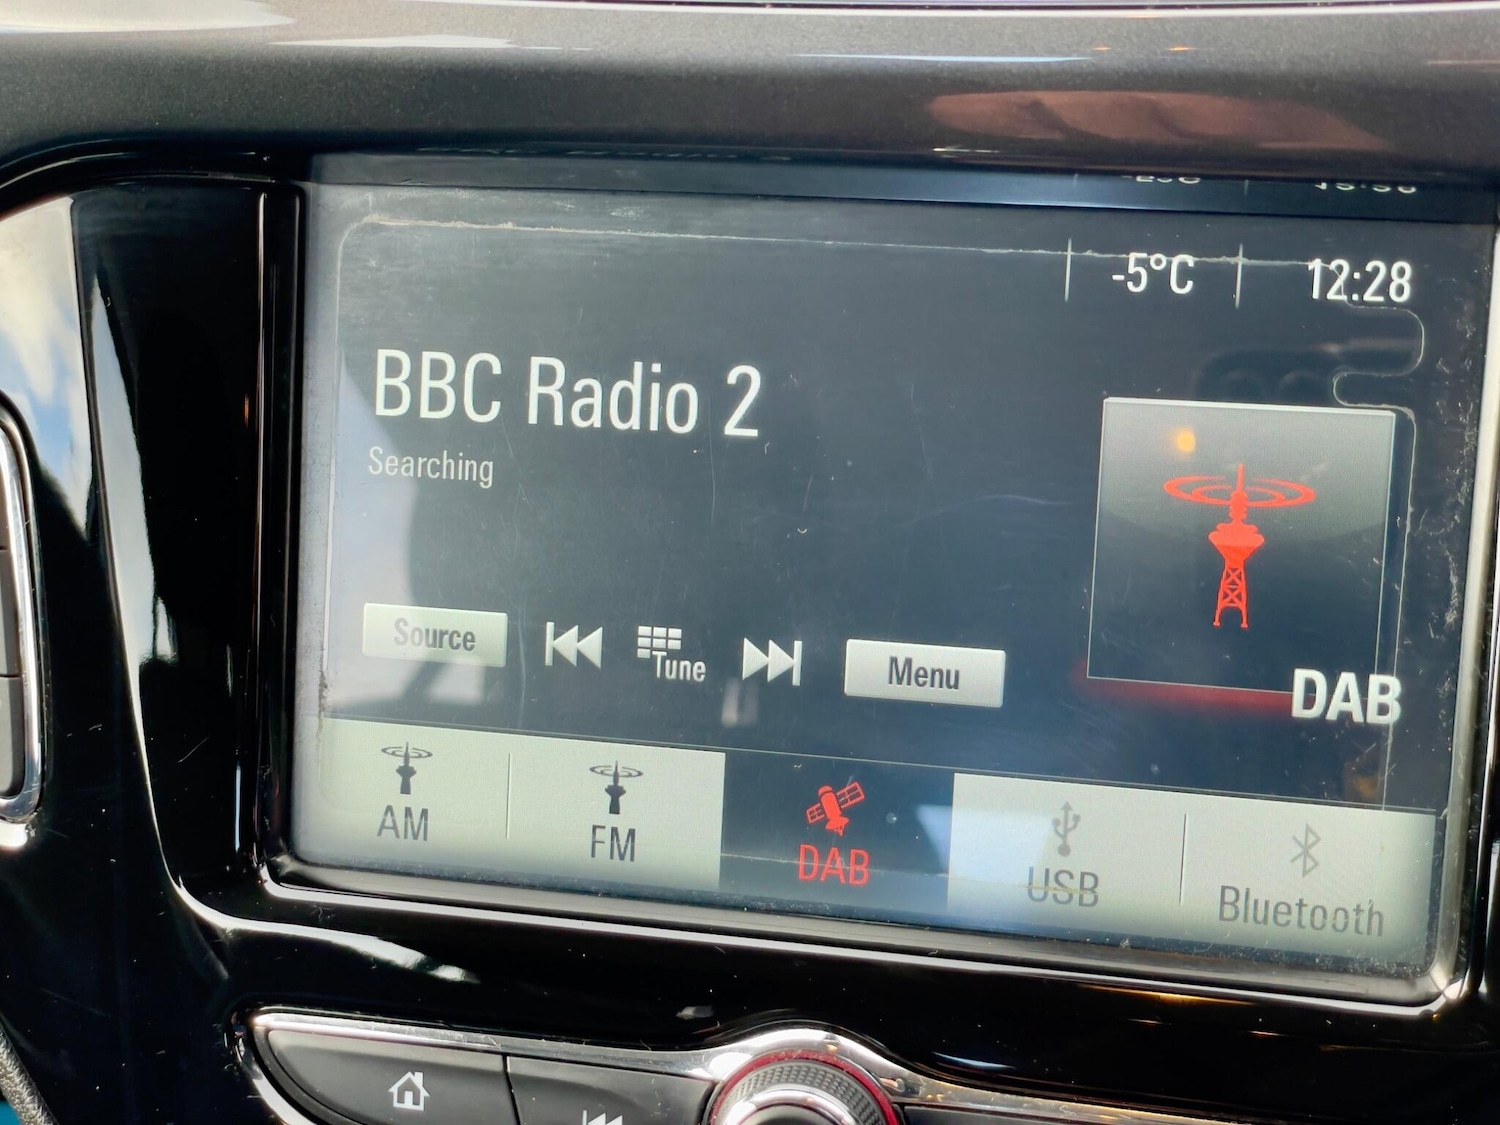 -5°C
12:28
BBC Radio 2
Searching
Source
Tune
Menu
DAB
AM
FM
DAB
USB
Bluetooth